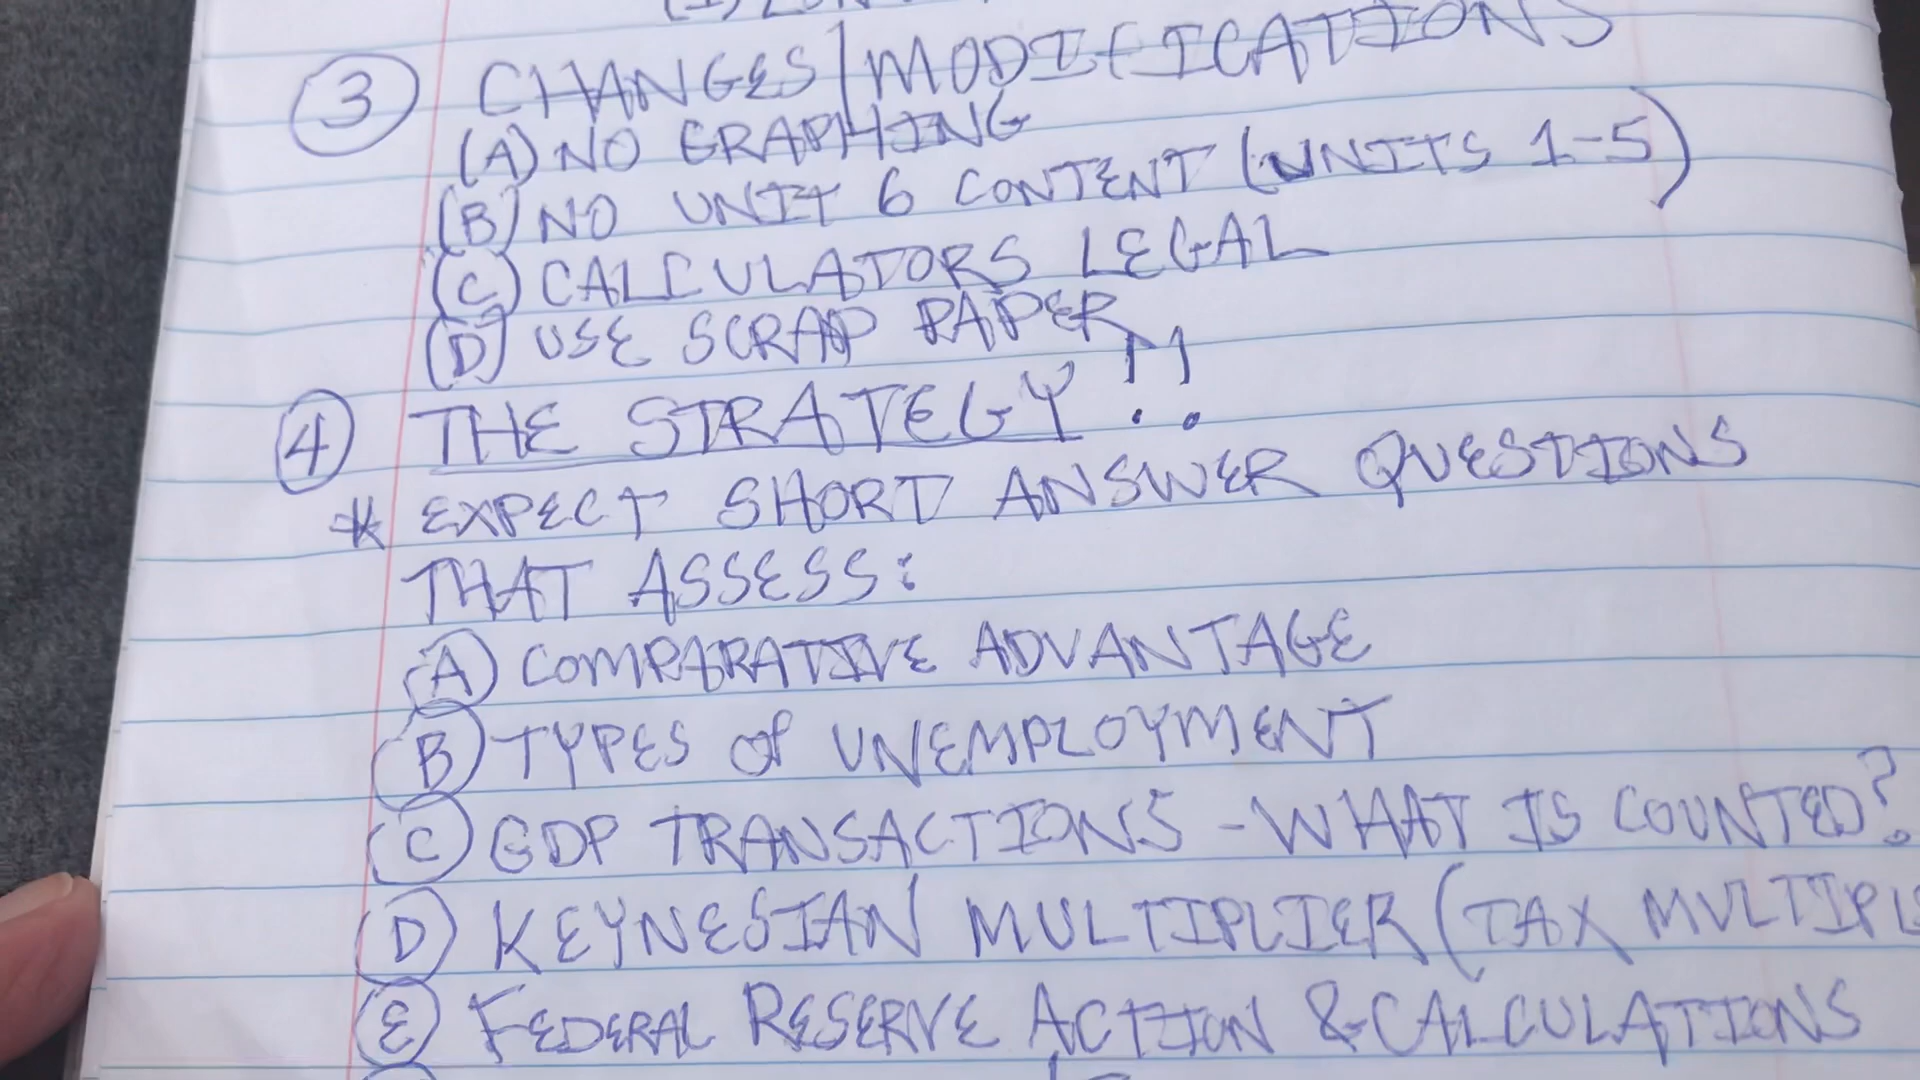 ③ CHANGES/MODIFICATIONS
(A) NO GRAPHING
(B) NO UNIT 6 CONTENT (UNITS 1-5)
(C) CALCULATORS LEGAL
(D) USE SCRAP PAPER
④ THE STRATEGY!!
* EXPECT SHORT ANSWER QUESTIONS
THAT ASSESS:
Ⓐ COMPARATIVE ADVANTAGE
Ⓑ TYPES OF UNEMPLOYMENT
Ⓒ GDP TRANSACTIONS - WHAT IS COUNTED?
Ⓓ KEYNESIAN MULTIPLIER (TAX
Ⓔ FEDERAL RESERVE ACTION & CALCULATIONS